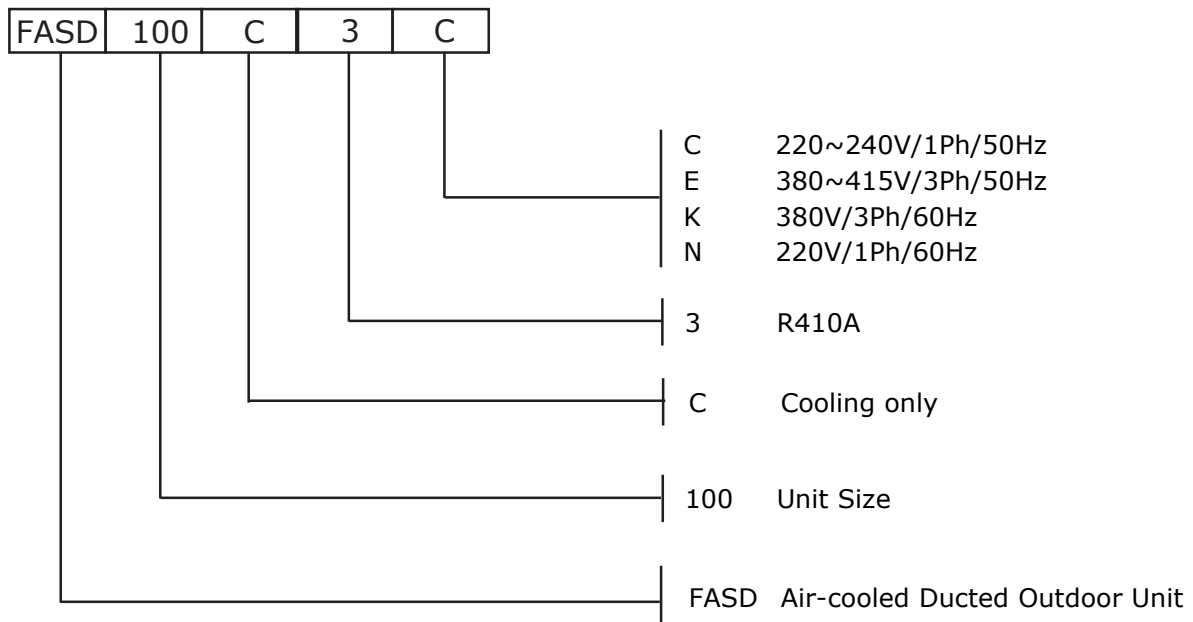 FASD 100 C 3 C
C 220~240V/1Ph/50Hz
E 380~415V/3Ph/50Hz
K 380V/3Ph/60Hz
N 220V/1Ph/60Hz
3 R410A
C Cooling only
100 Unit Size
FASD Air-cooled Ducted Outdoor Unit